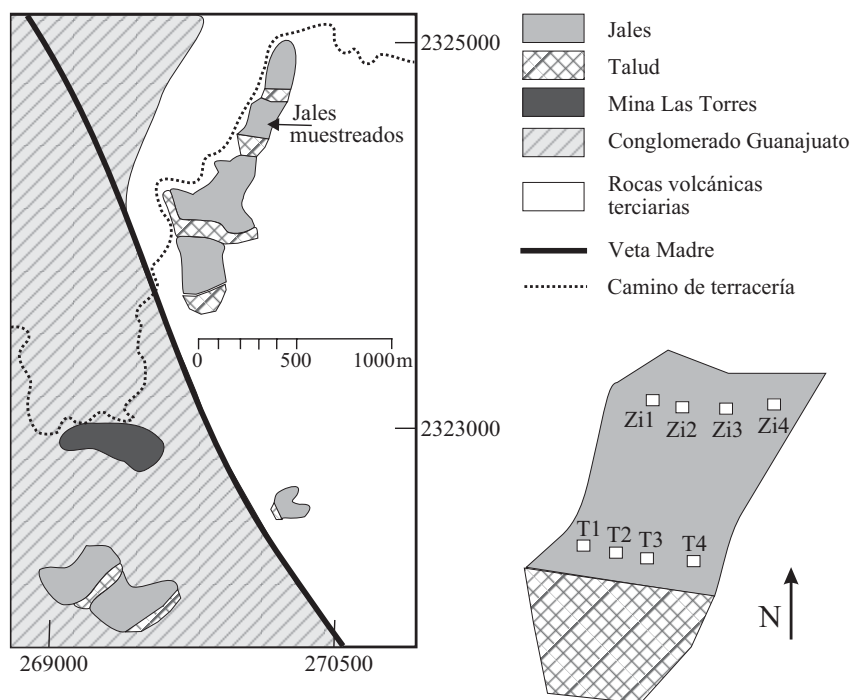 2325000
Jales
muestreados
0 500 1000m
2323000
269000
270500
Jales
Talud
Mina Las Torres
Conglomerado Guanajuato
Rocas volcánicas
terciarias
Veta Madre
Camino de terracería
Zi1 Zi2 Zi3 Zi4
T1 T2 T3 T4
N